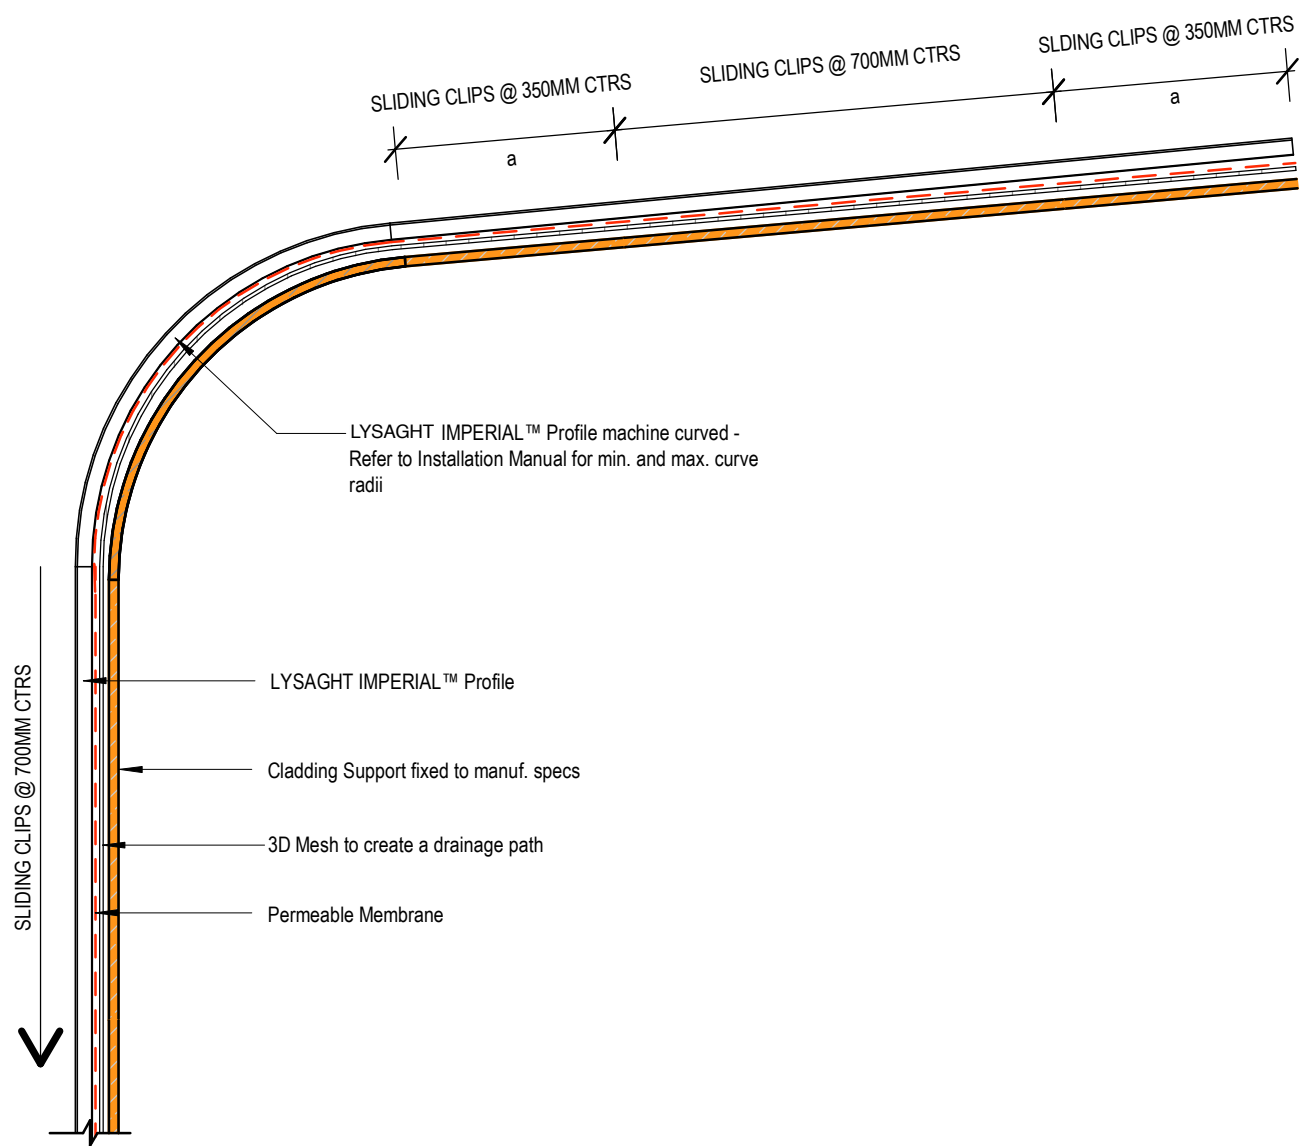 SLIDING CLIPS @ 350MM CTRS
SLIDING CLIPS @ 700MM CTRS
SLDING CLIPS @ 350MM CTRS
a
a
LYSAGHT IMPERIAL™ Profile machine curved -
Refer to Installation Manual for min. and max. curve
radii
SLIDING CLIPS @ 700MM CTRS
LYSAGHT IMPERIAL™ Profile
Cladding Support fixed to manuf. specs
3D Mesh to create a drainage path
Permeable Membrane